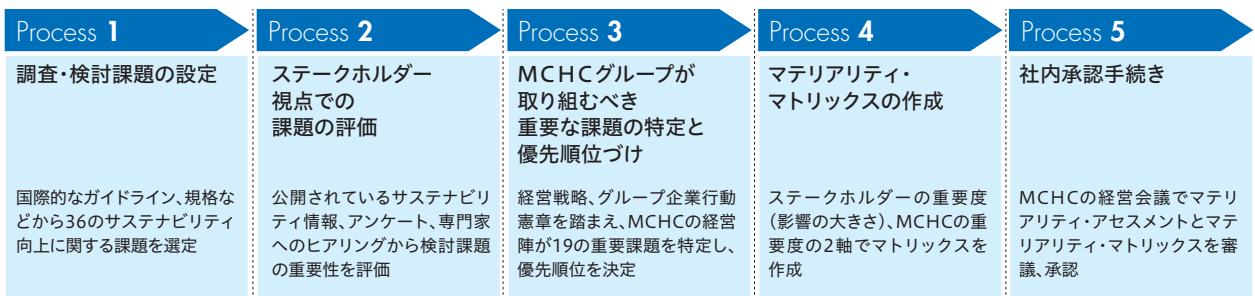 Process 1
調査・検討課題の設定
国際的なガイドライン、規格な
どから36のサステナビリティ
向上に関する課題を選定
Process 2
ステークホルダー
視点での
課題の評価
公開されているサステナビリ
ティ情報、アンケート、専門家
へのヒアリングから検討課題
の重要性を評価
Process 3
MCHCグループが
取り組むべき
重要な課題の特定と
優先順位づけ
経営戦略、グループ企業行動
憲章を踏まえ、MCHCの経営
陣が19の重要課題を特定し、
優先順位を決定
Process 4
マテリアリティ・
マトリックスの作成
ステークホルダーの重要度
（影響の大きさ）、MCHCの重
要度の2軸でマトリックスを
作成
Process 5
社内承認手続き
MCHCの経営会議でマテリ
アリティ・アセスメントとマテ
リアリティ・マトリックスを審
議、承認